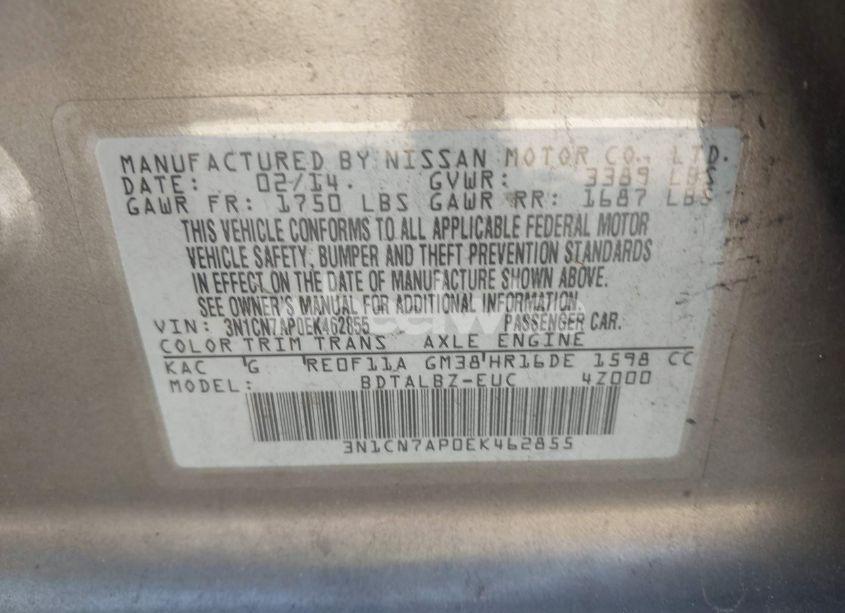 MANUFACTURED BY NISSAN MOTOR CO., LTD.
DATE: 02/14 GVWR: 3389 LBS
GAWR FR: 1750 LBS GAWR RR: 1687 LBS
THIS VEHICLE CONFORMS TO ALL APPLICABLE FEDERAL MOTOR
VEHICLE SAFETY, BUMPER AND THEFT PREVENTION STANDARDS
IN EFFECT ON THE DATE OF MANUFACTURE SHOWN ABOVE.
SEE OWNER'S MANUAL FOR ADDITIONAL INFORMATION.
VIN: 3N1CN7AP0EK462855 PASSENGER CAR.
COLOR TRIM TRANS AXLE ENGINE
KAC G RE0F11A GM38 HR16DE 1598 CC
MODEL: BDTALBZ-EUC 4Z000
3N1CN7AP0EK462855